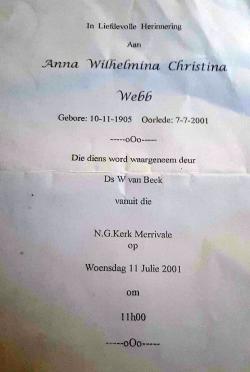 In Liefdevolle Herinnering
Aan
Anna Wilhelmina Christina
Webb
Gebore: 10-11-1905 Oorlede: 7-7-2001
-----oOo-----
Die diens word waargeneem deur
Ds W van Beek
vanuit die
N.G.Kerk Merrivale
op
Woensdag 11 Julie 2001
om
11h00
-----oOo-----